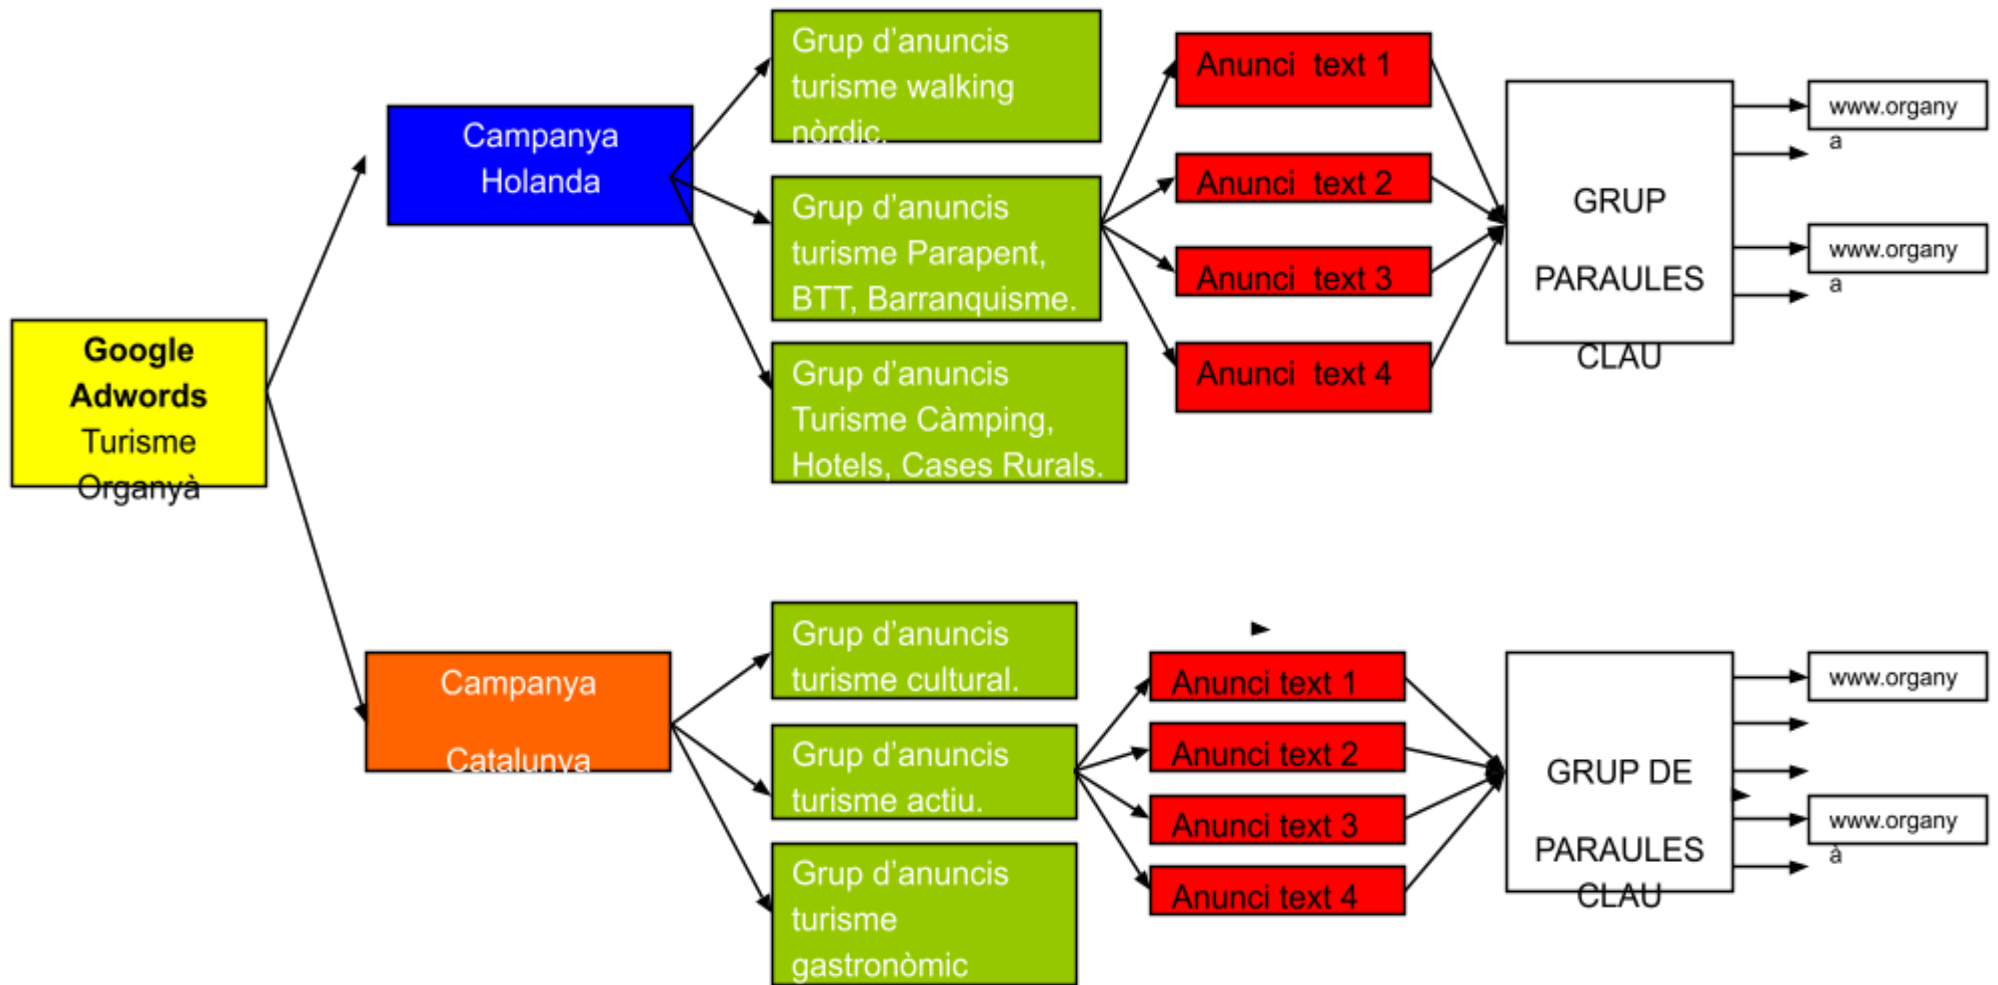 Google
Adwords
Turisme
Organyà
Campanya
Holanda
Grup d’anuncis
turisme walking
nòrdic.
Grup d’anuncis
turisme Parapent,
BTT, Barranquisme.
Grup d’anuncis
Turisme Càmping,
Hotels, Cases Rurals.
Anunci  text 1
Anunci  text 2
Anunci  text 3
Anunci  text 4
GRUP
PARAULES
CLAU
www.organy
a
www.organy
a
Campanya
Catalunya
Grup d’anuncis
turisme cultural.
Grup d’anuncis
turisme actiu.
Grup d’anuncis
turisme
gastronòmic
Anunci text 1
Anunci text 2
Anunci text 3
Anunci text 4
GRUP DE
PARAULES
CLAU
www.organy
www.organy
à